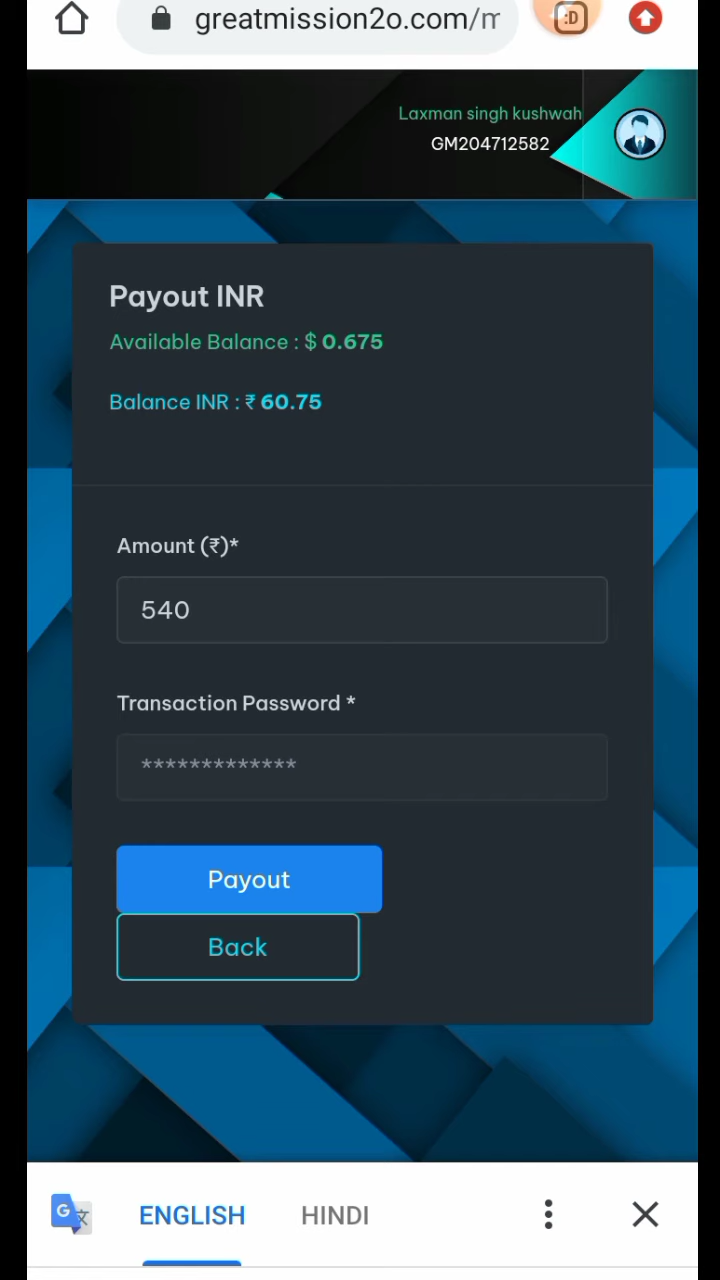 greatmission2o.com/m
:D
Laxman singh kushwah
GM204712582
Payout INR
Available Balance : $ 0.675
Balance INR : ₹ 60.75
Amount (₹)*
540
Transaction Password *
*************
Payout
Back
G 文
ENGLISH
HINDI